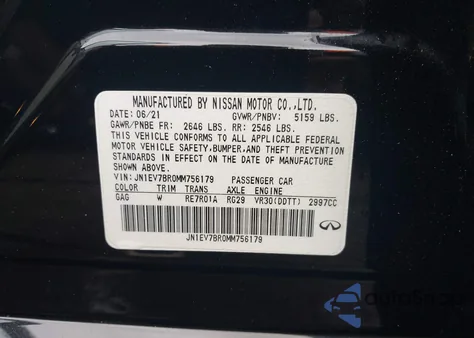 MANUFACTURED BY NISSAN MOTOR CO., LTD.
DATE: 06/21 GVWR/PNBV: 5159 LBS.
GAWR/PNBE FR: 2646 LBS. RR: 2546 LBS.
THIS VEHICLE CONFORMS TO ALL APPLICABLE FEDERAL
MOTOR VEHICLE SAFETY, BUMPER, AND THEFT PREVENTION
STANDARDS IN EFFECT ON THE DATE OF MANUFACTURE
SHOWN ABOVE.
VIN: JN1EV7BR0MM756179 PASSENGER CAR
COLOR TRIM TRANS AXLE ENGINE
GAG W RE7R01A RG29 VR30(DDTT) 2997CC
JN1EV7BR0MM756179